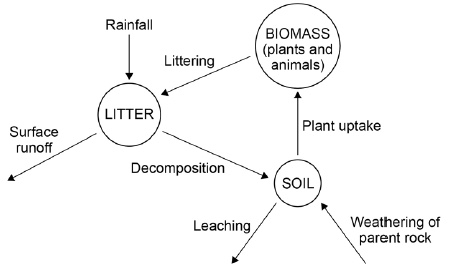 Rainfall
BIOMASS
(plants and
animals)
Littering
LITTER
Surface
runoff
Plant uptake
Decomposition
SOIL
Leaching
Weathering of
parent rock